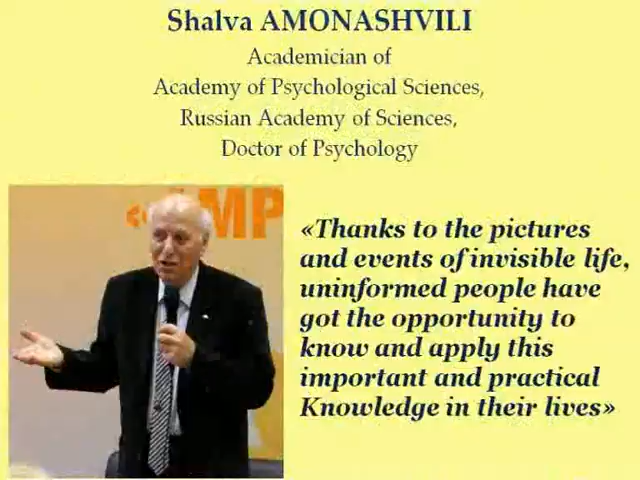 Shalva AMONASHVILI
Academician of
Academy of Psychological Sciences,
Russian Academy of Sciences,
Doctor of Psychology
«ІМР
«Thanks to the pictures
and events of invisible life,
uninformed people have
got the opportunity to
know and apply this
important and practical
Knowledge in their lives»